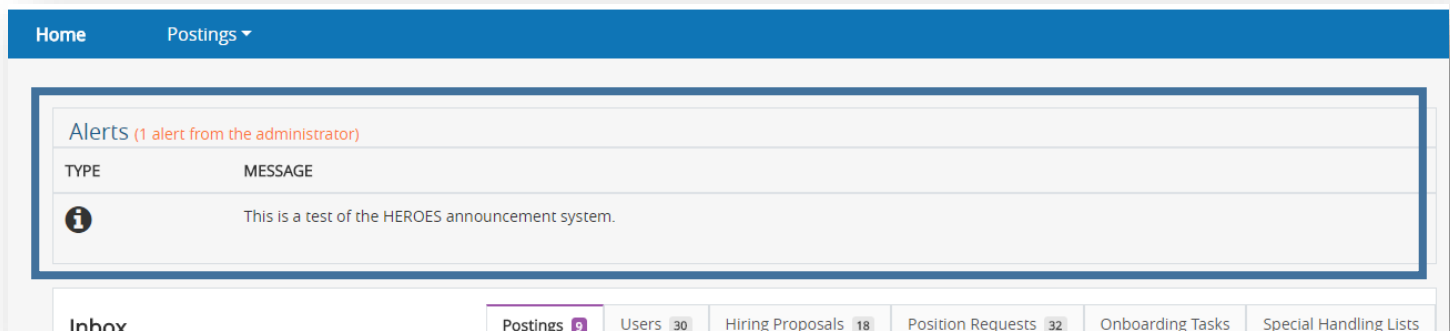 Home Postings
Alerts (1 alert from the administrator)
TYPE MESSAGE
This is a test of the HEROES announcement system.
Inbox Postings 9 Users 30 Hiring Proposals 18 Position Requests 32 Onboarding Tasks Special Handling Lists